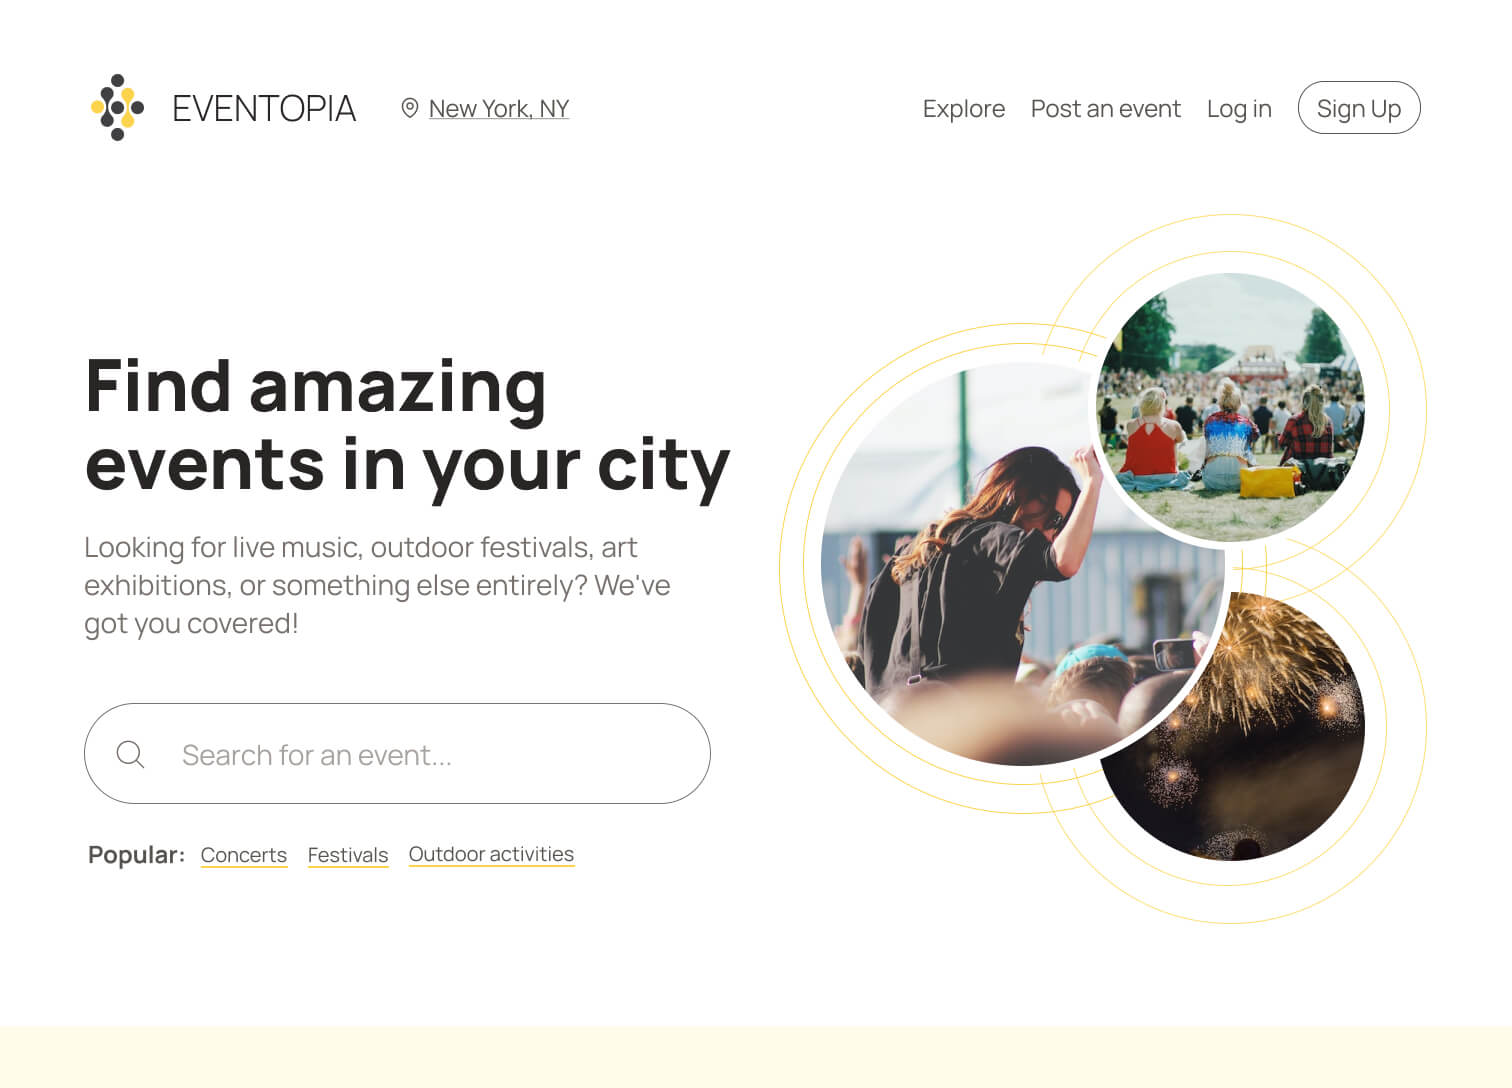 EVENTOPIA
New York, NY
Explore
Post an event
Log in
Sign Up
Find amazing
events in your city
Looking for live music, outdoor festivals, art
exhibitions, or something else entirely? We've
got you covered!
Search for an event...
Popular: Concerts Festivals Outdoor activities